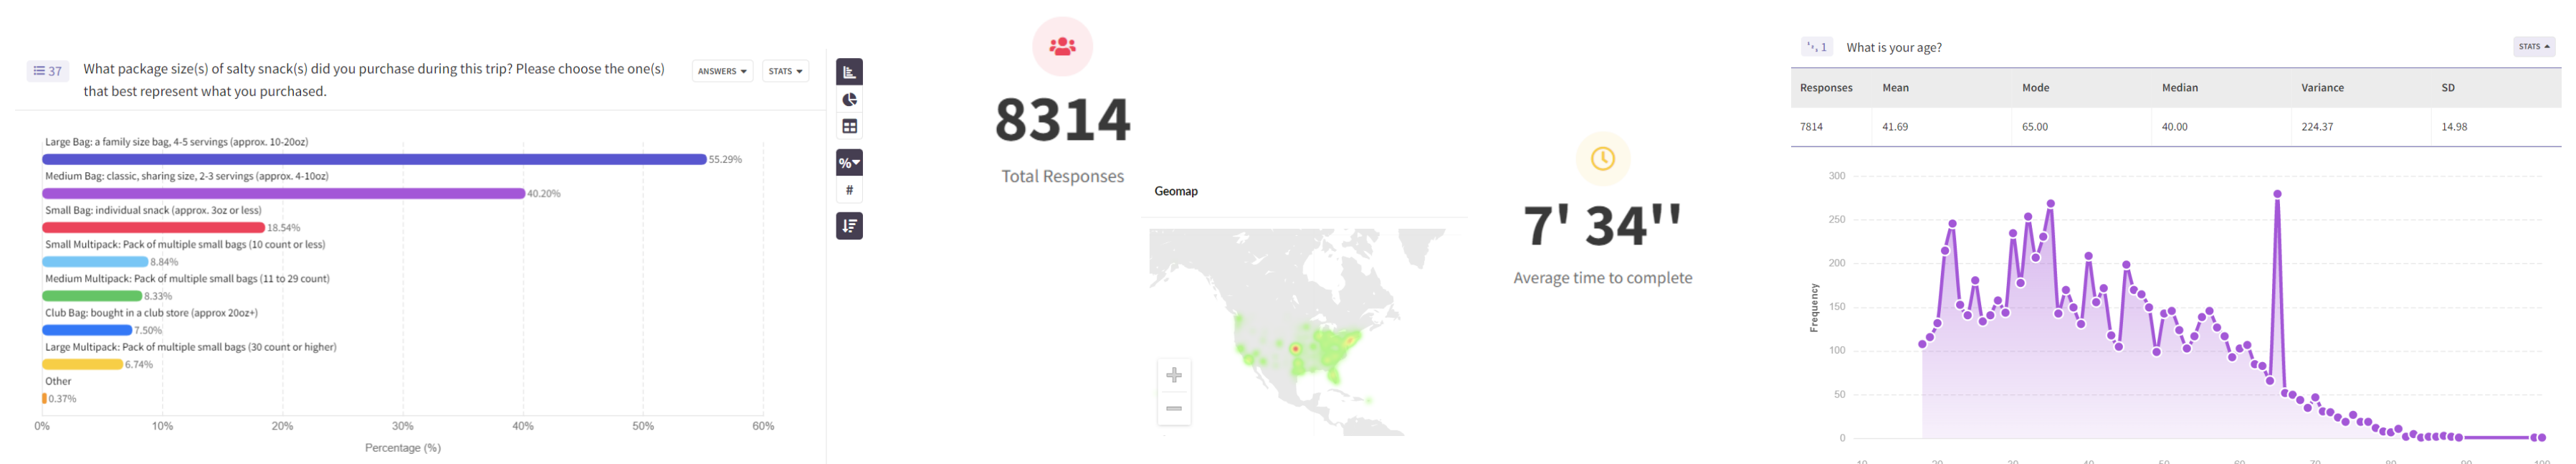 37
What package size(s) of salty snack(s) did you purchase during this trip? Please choose the one(s)
that best represent what you purchased.
ANSWERS
STATS
Large Bag: a family size bag, 4-5 servings (approx. 10-20oz)
55.29%
Medium Bag: classic, sharing size, 2-3 servings (approx. 4-10oz)
40.20%
Small Bag: individual snack (approx. 3oz or less)
18.54%
Small Multipack: Pack of multiple small bags (10 count or less)
8.84%
Medium Multipack: Pack of multiple small bags (11 to 29 count)
8.33%
Club Bag: bought in a club store (approx 20oz+)
7.50%
Large Multipack: Pack of multiple small bags (30 count or higher)
6.74%
Other
0.37%
0% 10% 20% 30% 40% 50% 60%
Percentage (%)
%
#
8314
Total Responses
Geomap
+
−
7' 34''
Average time to complete
1 What is your age?
STATS
Responses Mean Mode Median Variance SD
7814 41.69 65.00 40.00 224.37 14.98
Frequency
300
250
200
150
100
50
0